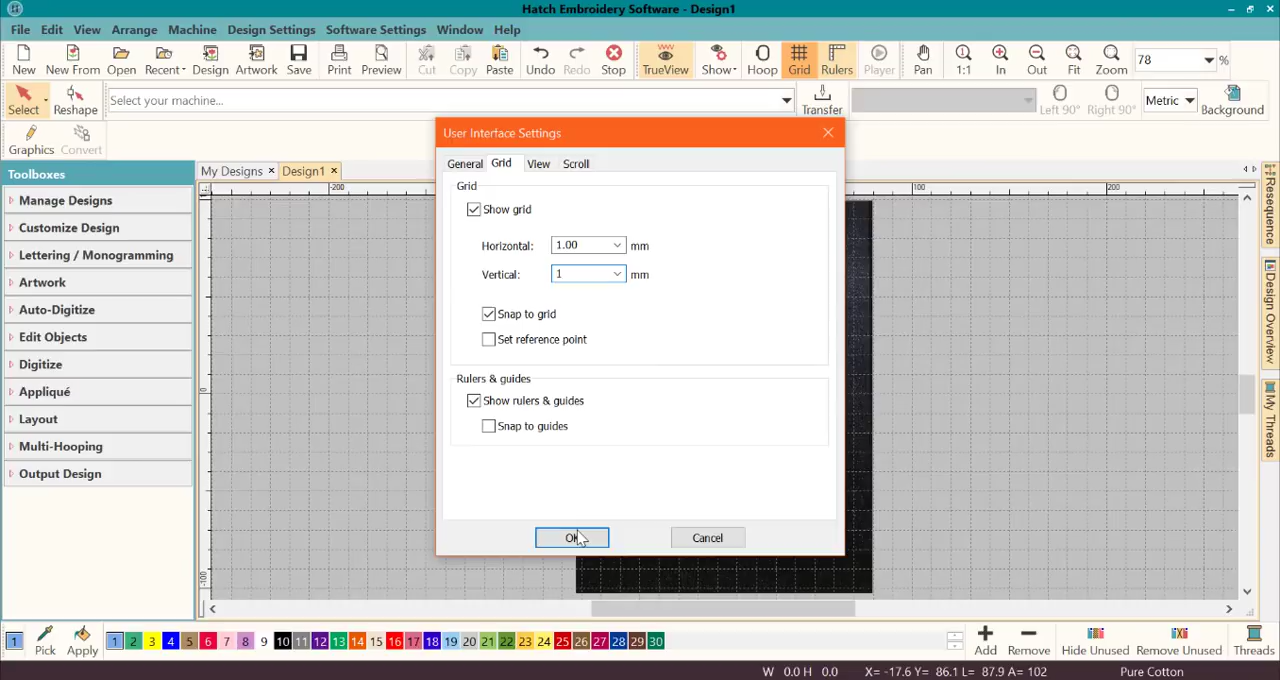 Hatch Embroidery Software - Design1
File Edit View Arrange Machine Design Settings Software Settings Window Help
New New From Open Recent Design Artwork Save Print Preview Cut Copy Paste Undo Redo Stop TrueView Show Hoop Grid Rulers Player Pan 1:1 In Out Fit Zoom 78 %
Select Reshape Select your machine... Transfer Left 90° Right 90° Metric Background
Graphics Convert
Toolboxes
Manage Designs
Customize Design
Lettering / Monogramming
Artwork
Auto-Digitize
Edit Objects
Digitize
Appliqué
Layout
Multi-Hooping
Output Design
My Designs × Design1 ×
-200 100 200
0
-100
User Interface Settings
General Grid View Scroll
Grid
Show grid
Horizontal: 1.00 mm
Vertical: 1 mm
Snap to grid
Set reference point
Rulers & guides
Show rulers & guides
Snap to guides
OK Cancel
Resequence
Design Overview
My Threads
1 Pick Apply 1 2 3 4 5 6 7 8 9 10 11 12 13 14 15 16 17 18 19 20 21 22 23 24 25 26 27 28 29 30 Add Remove Hide Unused Remove Unused Threads
W 0.0 H 0.0 X= -17.6 Y= 86.1 L= 87.9 A= 102 Pure Cotton